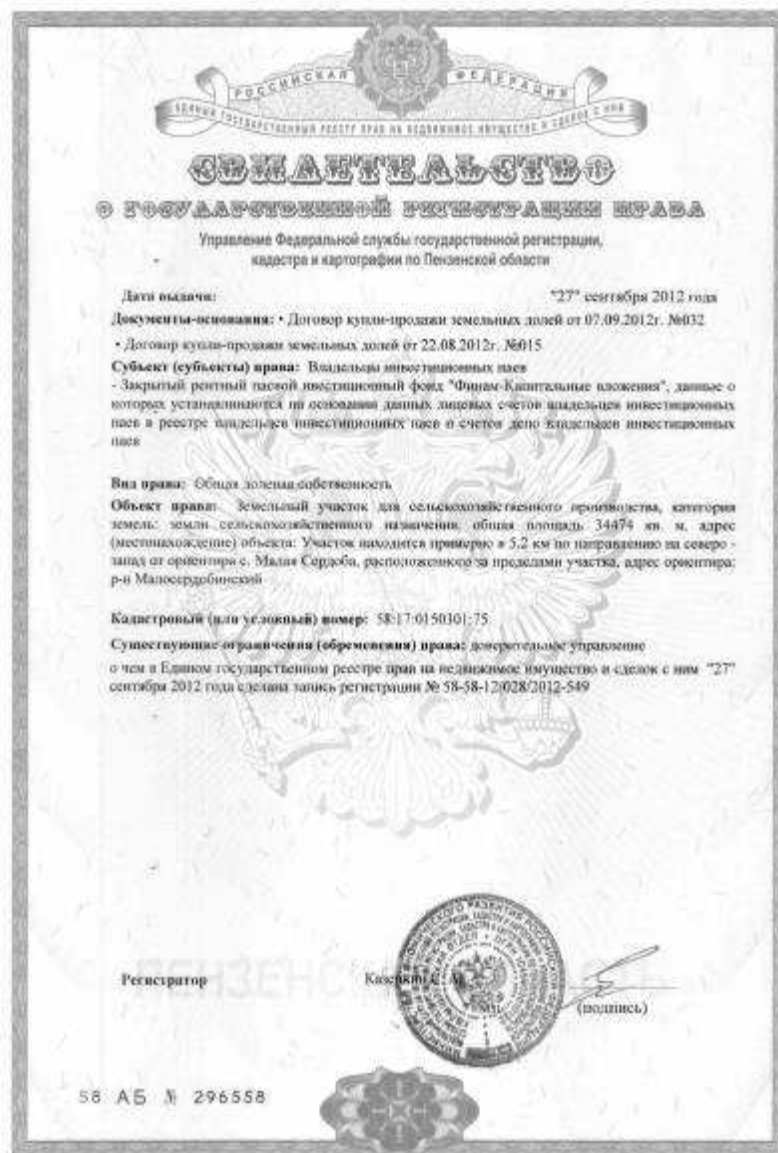 РОССИЙСКАЯ ФЕДЕРАЦИЯ
ЕДИНЫЙ ГОСУДАРСТВЕННЫЙ РЕЕСТР ПРАВ НА НЕДВИЖИМОЕ ИМУЩЕСТВО И СДЕЛОК С НИМ
СВИДЕТЕЛЬСТВО
О ГОСУДАРСТВЕННОЙ РЕГИСТРАЦИИ ПРАВА
Управление Федеральной службы государственной регистрации,
кадастра и картографии по Пензенской области
Дата выдачи: "27" сентября 2012 года
Документы-основания: • Договор купли-продажи земельных долей от 07.09.2012г. №032
• Договор купли-продажи земельных долей от 22.08.2012г. №015
Субъект (субъекты) права: Владельцы инвестиционных паев
- Закрытый рентный паевой инвестиционный фонд "Финам-Капитальные вложения", данные о
которых устанавливаются на основании данных лицевых счетов владельцев инвестиционных
паев в реестре владельцев инвестиционных паев и счетов депо владельцев инвестиционных
паев
Вид права: Общая долевая собственность
Объект права: Земельный участок для сельскохозяйственного производства, категория
земель: земли сельскохозяйственного назначения, общая площадь 34474 кв. м, адрес
(местонахождение) объекта: Участок находится примерно в 5,2 км по направлению на северо -
запад от ориентира с. Малая Сердоба, расположенного за пределами участка, адрес ориентира:
р-н Малосердобинский
Кадастровый (или условный) номер: 58:17:0150301:75
Существующие ограничения (обременения) права: доверительное управление
о чем в Едином государственном реестре прав на недвижимое имущество и сделок с ним "27"
сентября 2012 года сделана запись регистрации № 58-58-12/028/2012-549
Регистратор
(подпись)
58 АБ № 296558